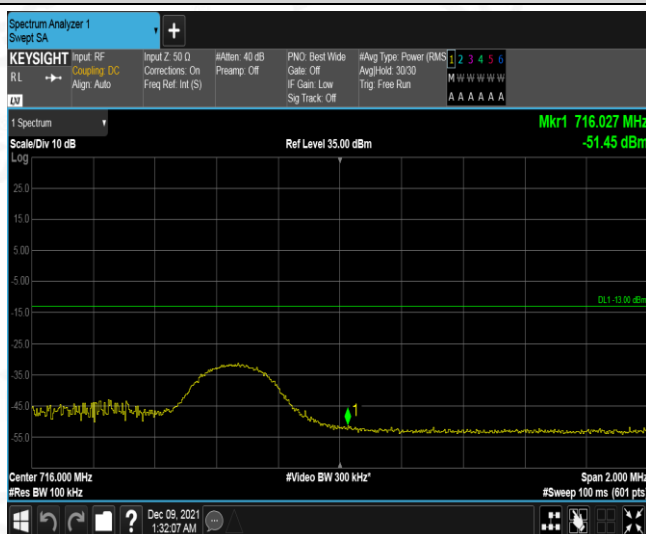 Spectrum Analyzer 1
Swept SA
+
KEYSIGHT
RL
LXI
Input: RF
Coupling: DC
Align: Auto
Input Z: 50 Ω
Corrections: On
Freq Ref: Int (S)
#Atten: 40 dB
Preamp: Off
PNO: Best Wide
Gate: Off
IF Gain: Low
Sig Track: Off
#Avg Type: Power (RMS
Avg|Hold: 30/30
Trig: Free Run
1 2 3 4 5 6
M W W W W W
A A A A A A
1 Spectrum
Scale/Div 10 dB
Ref Level 35.00 dBm
Mkr1 716.027 MHz
-51.45 dBm
Log
25.0
15.0
5.00
-5.00
DL1 -13.00 dBm
-15.0
-25.0
-35.0
-45.0
1
-55.0
Center 716.000 MHz
#Video BW 300 kHz*
Span 2.000 MHz
#Res BW 100 kHz
#Sweep 100 ms (601 pts)
?
Dec 09, 2021
1:32:07 AM